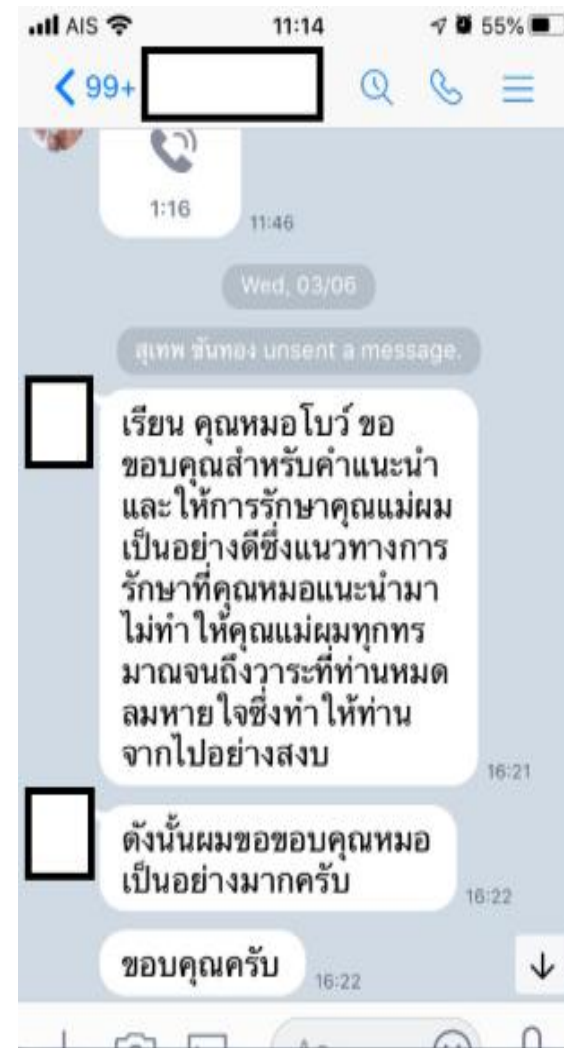 AIS
11:14
55%
99+
1:16
11:46
Wed, 03/06
สุเทพ ขันทอง unsent a message.
เรียน คุณหมอโบว์ ขอ
ขอบคุณสำหรับคำแนะนำ
และให้การรักษาคุณแม่ผม
เป็นอย่างดีซึ่งแนวทางการ
รักษาที่คุณหมอแนะนำมา
ไม่ทำให้คุณแม่ผมทุกทร
มาณจนถึงวาระที่ท่านหมด
ลมหายใจซึ่งทำให้ท่าน
จากไปอย่างสงบ
16:21
ดังนั้นผมขอขอบคุณหมอ
เป็นอย่างมากครับ
16:22
ขอบคุณครับ
16:22
Aa